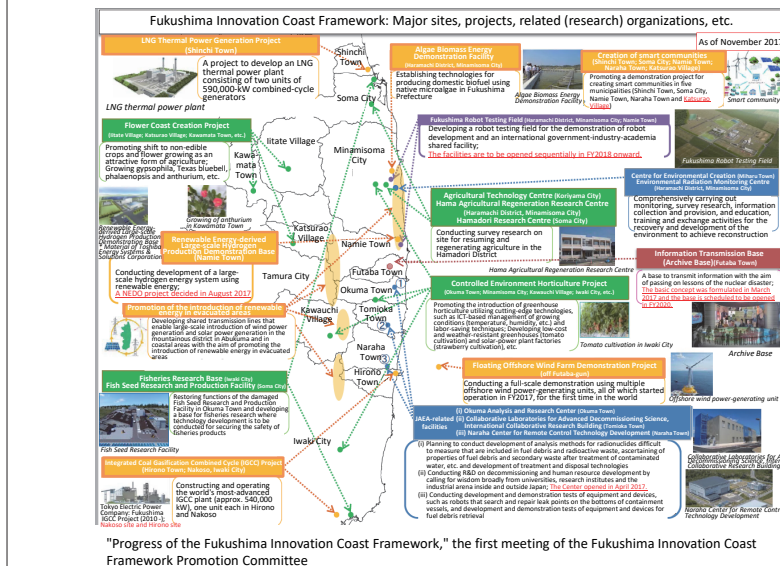 Fukushima Innovation Coast Framework: Major sites, projects, related (research) organizations, etc.
As of November 2017
LNG Thermal Power Generation Project
(Shinchi Town)
A project to develop an LNG
thermal power plant
consisting of two units of
590,000-kW combined-cycle
generators
LNG thermal power plant
Shinchi
Town
Soma City
Algae Biomass Energy
Demonstration Facility
(Haramachi District, Minamisoma City)
Establishing technologies for
producing domestic biofuel using
native microalgae in Fukushima
Prefecture
Algae Biomass Energy
Demonstration Facility
Creation of smart communities
(Shinchi Town; Soma City; Namie Town;
Naraha Town; Katsurao Village)
Promoting a demonstration project for
creating smart communities in five
municipalities (Shinchi Town, Soma City,
Namie Town, Naraha Town and Katsurao
Village)
Smart community
Flower Coast Creation Project
(Iitate Village; Katsurao Village; Kawamata Town, etc.)
Promoting shift to non-edible
crops and flower growing as an
attractive form of agriculture;
Growing gypsophila, Texas bluebell,
phalaenopsis and anthurium, etc.
Growing of anthurium
in Kawamata Town
Iitate Village
Kawa-
mata
Town
Minamisoma
City
Fukushima Robot Testing Field (Haramachi District, Minamisoma City; Namie Town)
Developing a robot testing field for the demonstration of robot
development and an international government-industry-academia
shared facility;
The facilities are to be opened sequentially in FY2018 onward.
Fukushima Robot Testing Field
Centre for Environmental Creation (Miharu Town)
Environmental Radiation Monitoring Centre
(Haramachi District, Minamisoma City)
Comprehensively carrying out
monitoring, survey research, information
collection and provision, and education,
training and exchange activities for the
recovery and development of the
environment to achieve reconstruction
Agricultural Technology Centre (Koriyama City)
Hama Agricultural Regeneration Research Centre
(Haramachi District, Minamisoma City)
Hamadori Research Centre (Soma City)
Conducting survey research on
site for resuming and
regenerating agriculture in the
Hamadori District
Hama Agricultural Regeneration Research Centre
Renewable Energy-
derived Large-scale
Hydrogen Production
Demonstration Base
* Material of Toshiba
Energy Systems &
Solutions Corporation
Renewable Energy-derived
Large-scale Hydrogen
Production Demonstration Base
(Namie Town)
Conducting development of a large-
scale hydrogen energy system using
renewable energy;
A NEDO project decided in August 2017
Katsurao
Village
Namie Town
Tamura City
Futaba Town
Okuma Town
Information Transmission Base
(Archive Base)(Futaba Town)
A base to transmit information with the aim
of passing on lessons of the nuclear disaster;
The basic concept was formulated in March
2017 and the base is scheduled to be opened
in FY2020.
Archive Base
Controlled Environment Horticulture Project
(Okuma Town; Minamisoma City; Kawauchi Village; Iwaki City, etc.)
Promoting the introduction of greenhouse
horticulture utilizing cutting-edge technologies,
such as ICT-based management of growing
conditions (temperature, humidity, etc.) and
labor-saving techniques; Developing low-cost
and weather-resistant greenhouses (tomato
cultivation) and solar-power plant factories
(strawberry cultivation), etc.
Tomato cultivation in Iwaki City
Promotion of the introduction of renewable
energy in evacuated areas
Developing shared transmission lines that
enable large-scale introduction of wind power
generation and solar power generation in the
mountainous district in Abukuma and in
coastal areas with the aim of promoting the
introduction of renewable energy in evacuated
areas
Kawauchi
Village
Tomioka
Town
Naraha
Town
Hirono
Town
Floating Offshore Wind Farm Demonstration Project
(off Futaba-gun)
Conducting a full-scale demonstration using multiple
offshore wind power-generating units, all of which started
operation in FY2017, for the first time in the world
Offshore wind power-generating unit
Fisheries Research Base (Iwaki City)
Fish Seed Research and Production Facility (Soma City)
Restoring functions of the damaged
Fish Seed Research and Production
Facility in Okuma Town and developing
a base for fisheries research where
technology development is to be
conducted for securing the safety of
fisheries products
Fish Seed Research Facility
Iwaki City
JAEA-related
facilities
(i) Okuma Analysis and Research Center (Okuma Town)
(ii) Collaborative Laboratories for Advanced Decommissioning Science,
International Collaborative Research Building (Tomioka Town)
(iii) Naraha Center for Remote Control Technology Development (Naraha Town)
(i) Planning to conduct development of analysis methods for radionuclides difficult
to measure that are included in fuel debris and radioactive waste, ascertaining of
properties of fuel debris and secondary waste after treatment of contaminated
water, etc. and development of treatment and disposal technologies
(ii) Conducting R&D on decommissioning and human resource development by
calling for wisdom broadly from universities, research institutes and the
industrial arena inside and outside Japan; The Center opened in April 2017.
(iii) Conducting development and demonstration tests of equipment and devices,
such as robots that search and repair leak points on the bottoms of containment
vessels, and development and demonstration tests of equipment and devices for
fuel debris retrieval
Collaborative Laboratories for A
Decommissioning Science, Inter
Collaborative Research Building
Naraha Center for Remote Contr
Technology Development
Integrated Coal Gasification Combined Cycle (IGCC) Project
(Hirono Town; Nakoso, Iwaki City)
Constructing and operating
the world's most-advanced
IGCC plant (approx. 540,000
kW), one unit each in Hirono
and Nakoso
Tokyo Electric Power
Company: Fukushima
IGCC Project (2010 -);
Nakoso site and Hirono site
"Progress of the Fukushima Innovation Coast Framework," the first meeting of the Fukushima Innovation Coast
Framework Promotion Committee